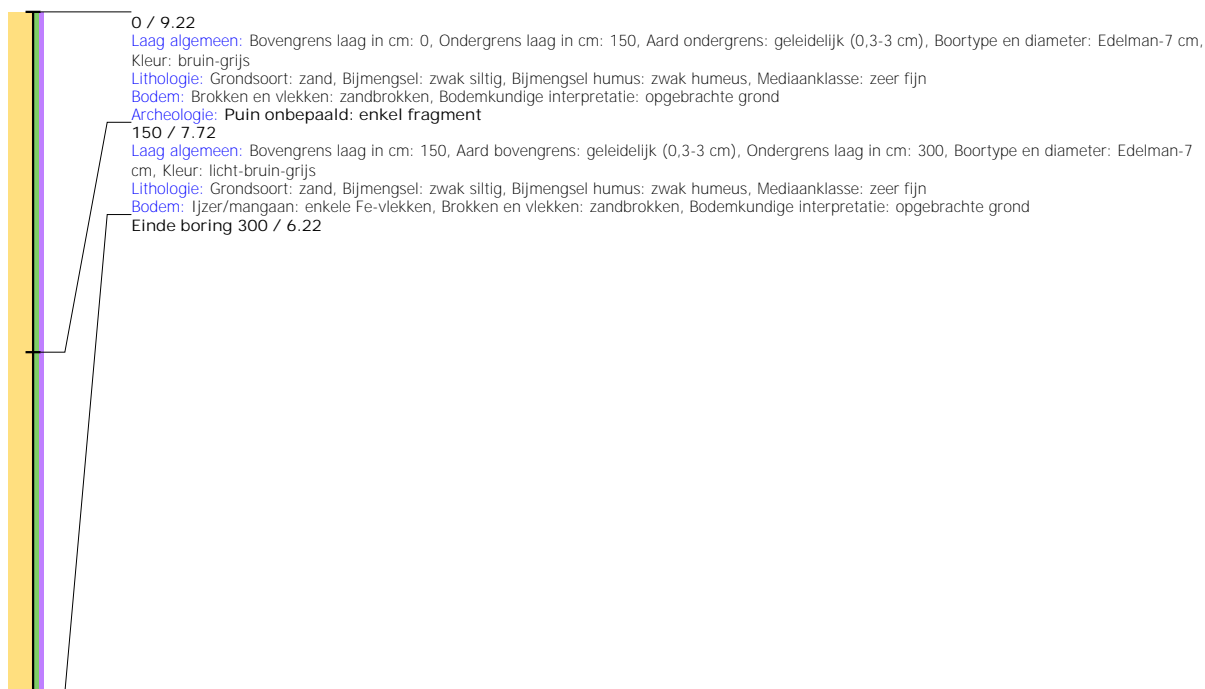 0 / 9.22
Laag algemeen: Bovengrens laag in cm: 0, Ondergrens laag in cm: 150, Aard ondergrens: geleidelijk (0,3-3 cm), Boortype en diameter: Edelman-7 cm,
Kleur: bruin-grijs
Lithologie: Grondsoort: zand, Bijmengsel: zwak siltig, Bijmengsel humus: zwak humeus, Mediaanklasse: zeer fijn
Bodem: Brokken en vlekken: zandbrokken, Bodemkundige interpretatie: opgebrachte grond
Archeologie: Puin onbepaald: enkel fragment
150 / 7.72
Laag algemeen: Bovengrens laag in cm: 150, Aard bovengrens: geleidelijk (0,3-3 cm), Ondergrens laag in cm: 300, Boortype en diameter: Edelman-7
cm, Kleur: licht-bruin-grijs
Lithologie: Grondsoort: zand, Bijmengsel: zwak siltig, Bijmengsel humus: zwak humeus, Mediaanklasse: zeer fijn
Bodem: Ijzer/mangaan: enkele Fe-vlekken, Brokken en vlekken: zandbrokken, Bodemkundige interpretatie: opgebrachte grond
Einde boring 300 / 6.22